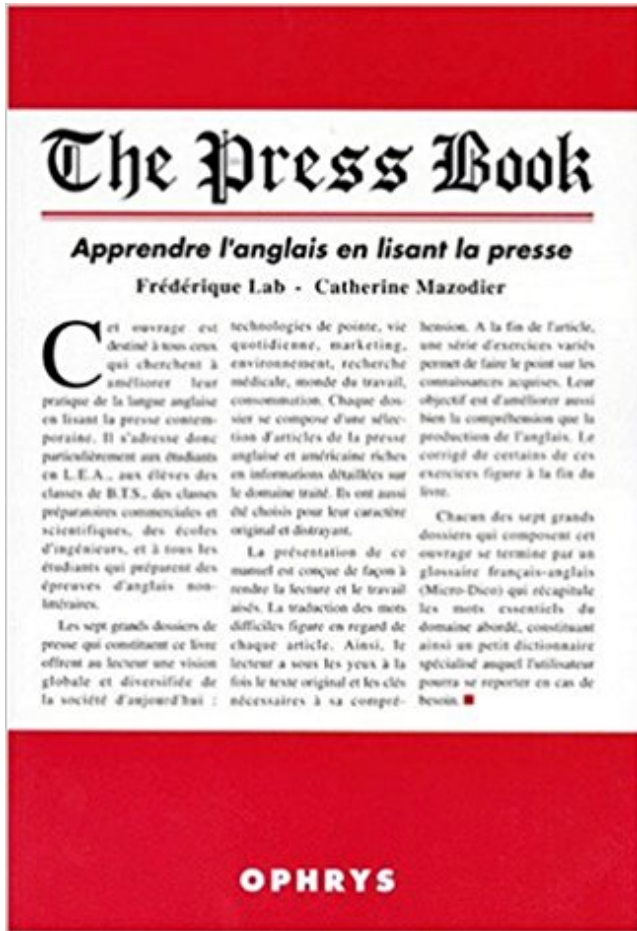 The Press Book
Apprendre l'anglais en lisant la presse
Frédérique Lab - Catherine Mazodier
Cet ouvrage est
destiné à tous ceux
qui cherchent à
améliorer leur
pratique de la langue anglaise
en lisant la presse contem-
poraine. Il s'adresse donc
particulièrement aux étudiants
en L.E.A., aux élèves des
classes de B.T.S., des classes
préparatoires commerciales et
scientifiques, des écoles
d'ingénieurs, et à tous les
étudiants qui préparent des
épreuves d'anglais non-
littéraires.
Les sept grands dossiers de
presse qui constituent ce livre
offrent au lecteur une vision
globale et diversifiée de
la société d'aujourd'hui :
technologies de pointe, vie
quotidienne, marketing,
environnement, recherche
médicale, monde du travail,
consommation. Chaque dos-
sier se compose d'une sélec-
tion d'articles de la presse
anglaise et américaine riches
en informations détaillées sur
le domaine traité. Ils ont aussi
été choisis pour leur caractère
original et distrayant.
La présentation de ce
manuel est conçue de façon à
rendre la lecture et le travail
aisés. La traduction des mots
difficiles figure en regard de
chaque article. Ainsi, le
lecteur a sous les yeux à la
fois le texte original et les clés
nécessaires à sa compré-
hension. A la fin de l'article,
une série d'exercices variés
permet de faire le point sur les
connaissances acquises. Leur
objectif est d'améliorer aussi
bien la compréhension que la
production de l'anglais. Le
corrigé de certains de ces
exercices figure à la fin du
livre.
Chacun des sept grands
dossiers qui composent cet
ouvrage se termine par un
glossaire français-anglais
(Micro-Dico) qui récapitule
les mots essentiels du
domaine abordé, constituant
ainsi un petit dictionnaire
spécialisé auquel l'utilisateur
pourra se reporter en cas de
besoin.
OPHRYS